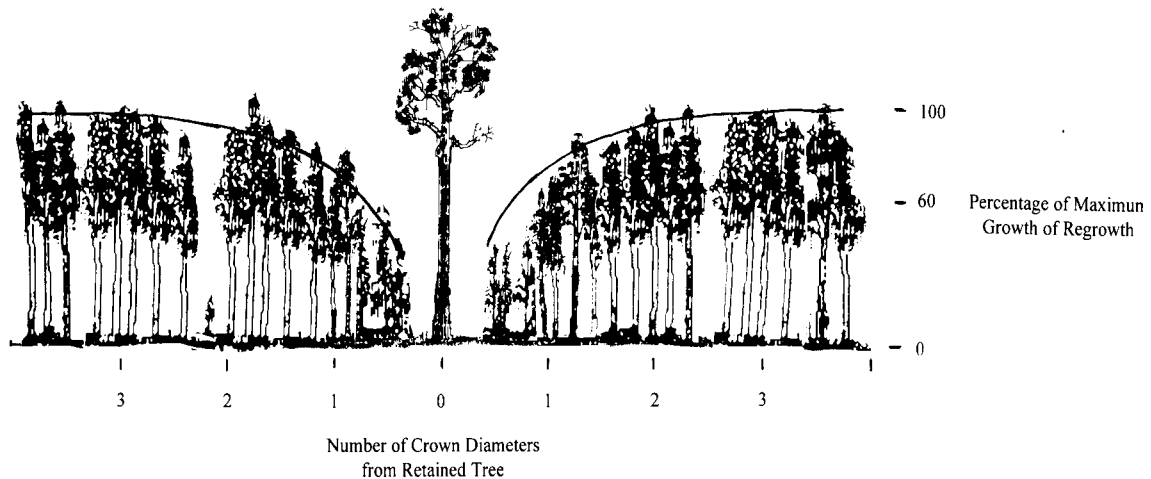 100
60
Percentage of Maximun
Growth of Regrowth
0
3 2 1 0 1 2 3
Number of Crown Diameters
from Retained Tree